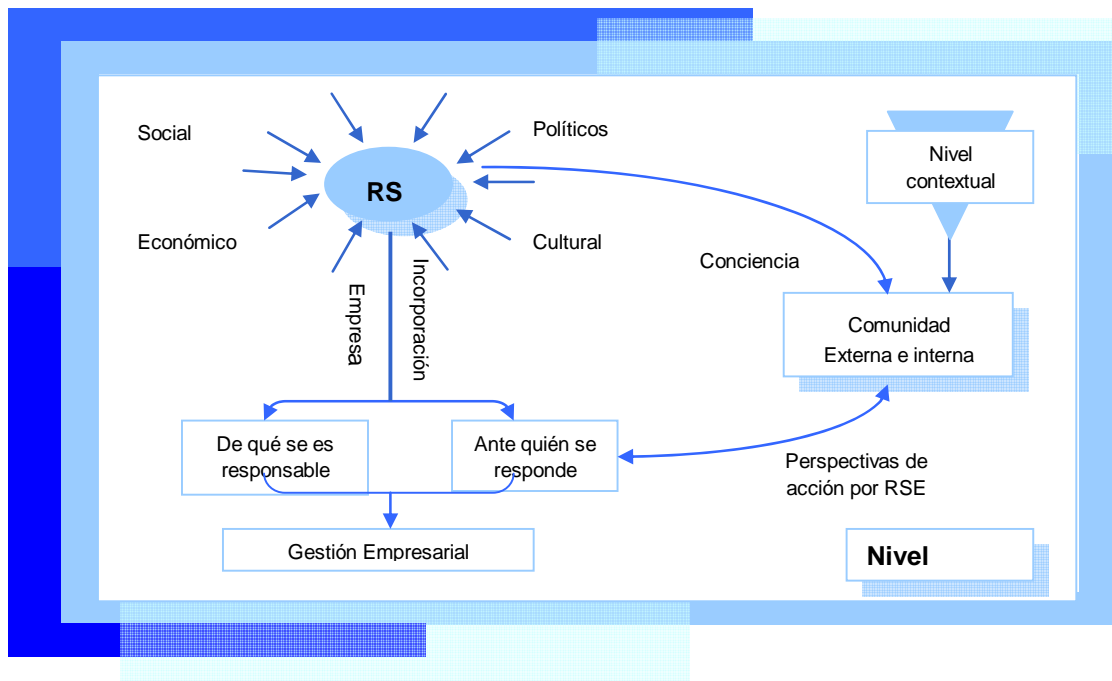 Social
Políticos
Nivel
contextual
RS
Económico
Cultural
Conciencia
Empresa
Incorporación
Comunidad
Externa e interna
De qué se es
responsable
Ante quién se
responde
Perspectivas de
acción por RSE
Gestión Empresarial
Nivel